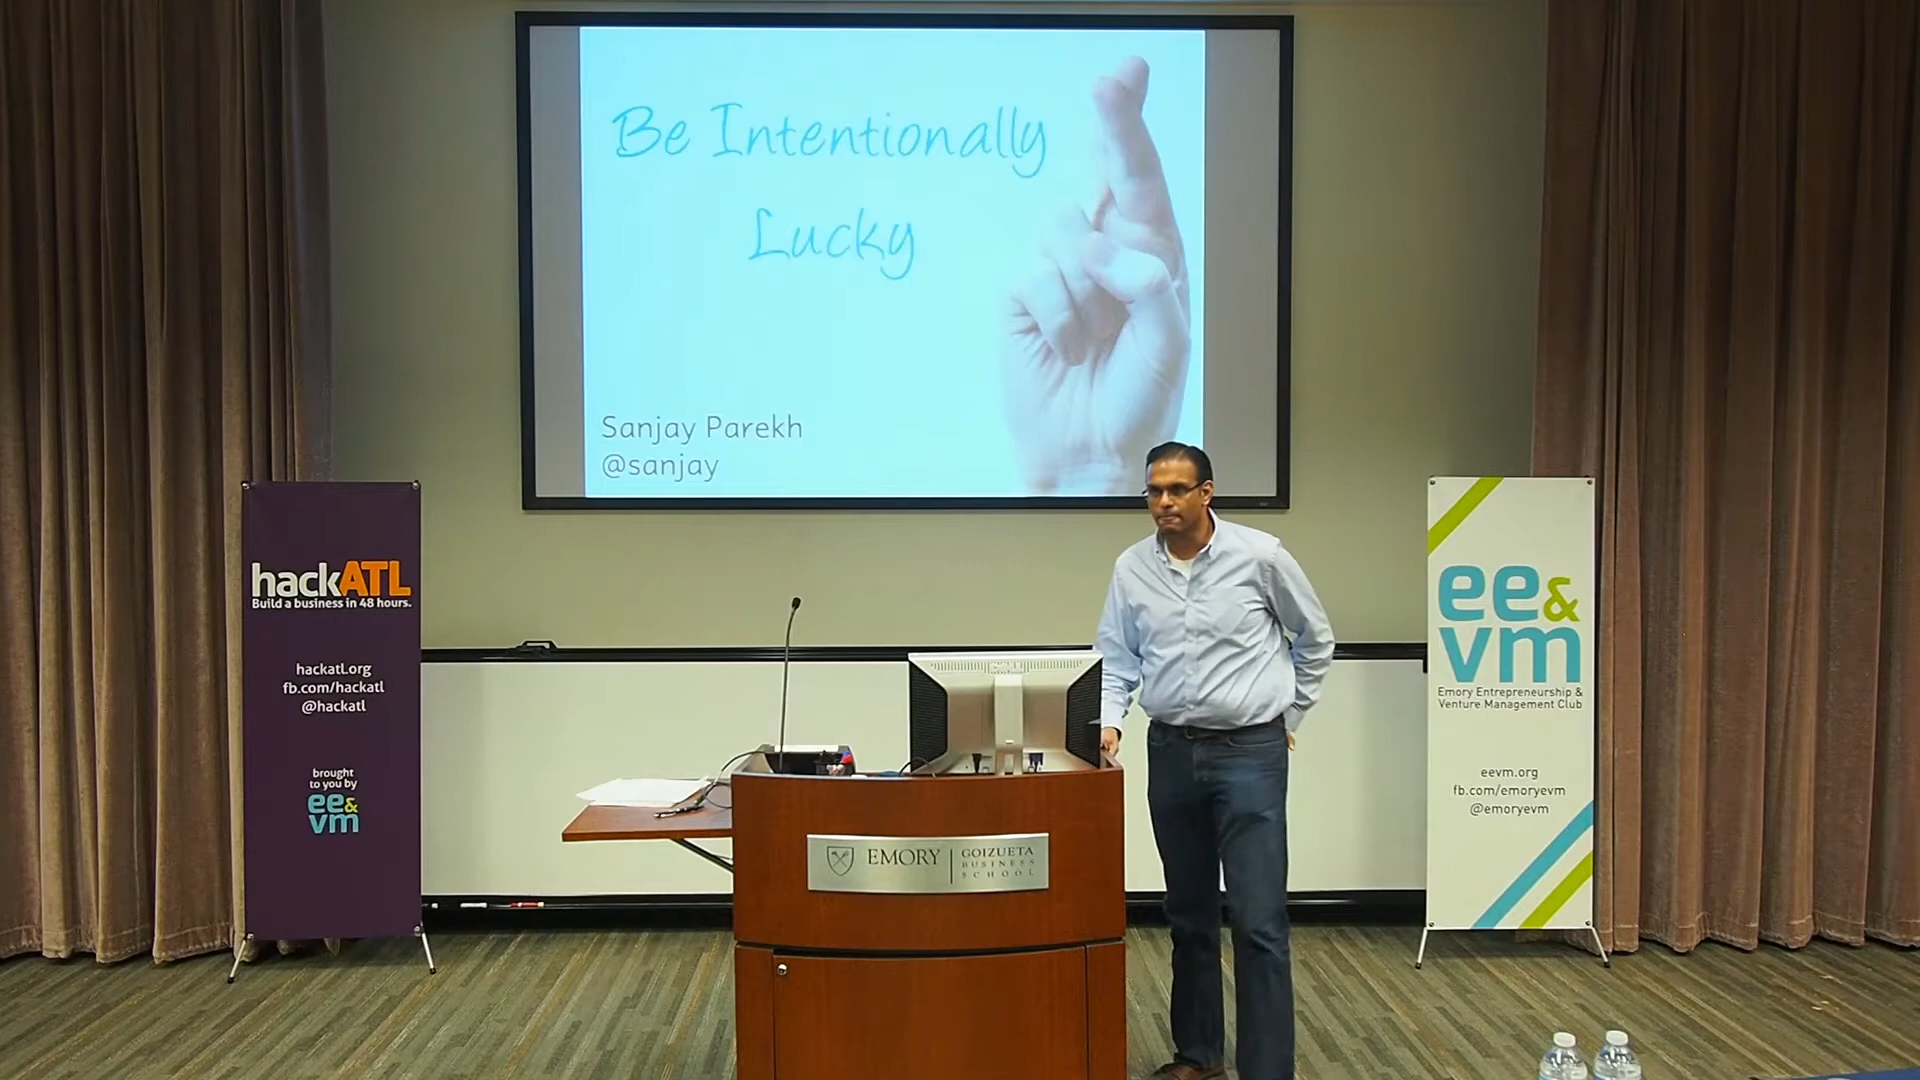 Be Intentionally
Lucky
Sanjay Parekh
@sanjay
hackATL
Build a business in 48 hours.
hackatl.org
fb.com/hackatl
@hackatl
brought
to you by
ee&
vm
EMORY
GOIZUETA
BUSINESS
SCHOOL
ee&
vm
Emory Entrepreneurship &
Venture Management Club
eevm.org
fb.com/emoryevm
@emoryevm